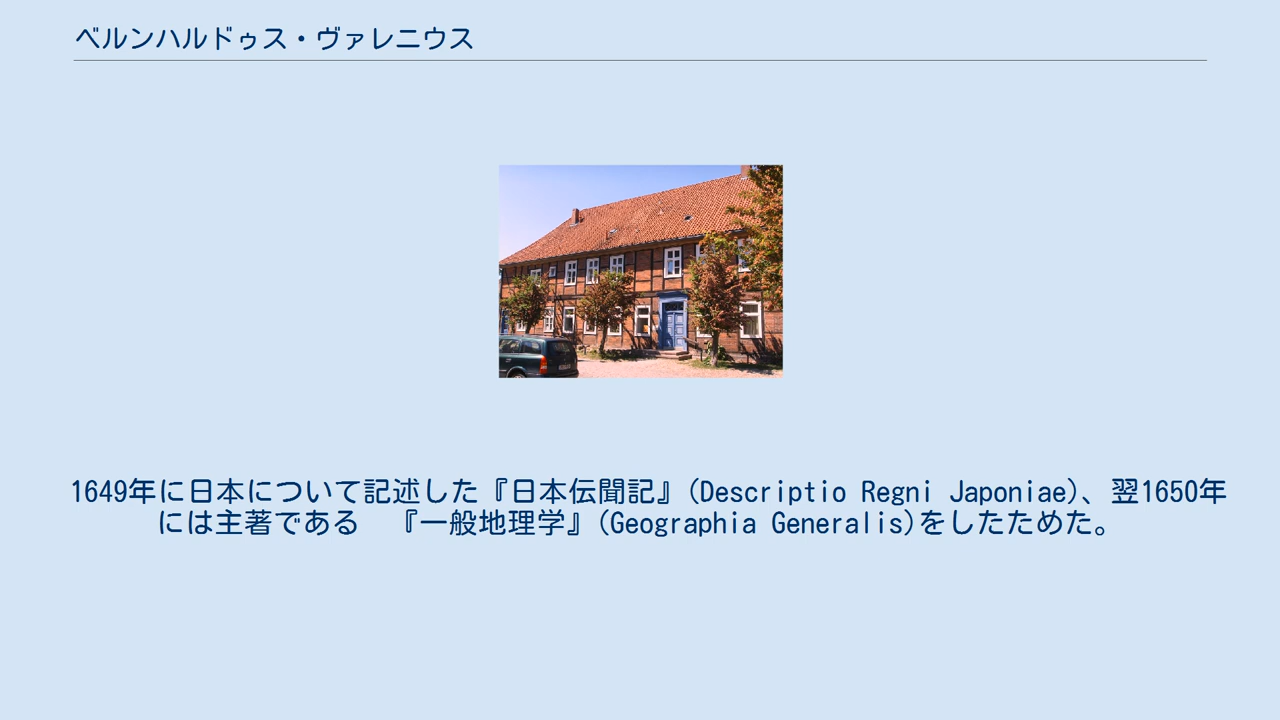 ベルンハルドゥス・ヴァレニウス
1649年に日本について記述した『日本伝聞記』(Descriptio Regni Japoniae)、翌1650年
には主著である　『一般地理学』(Geographia Generalis)をしたためた。